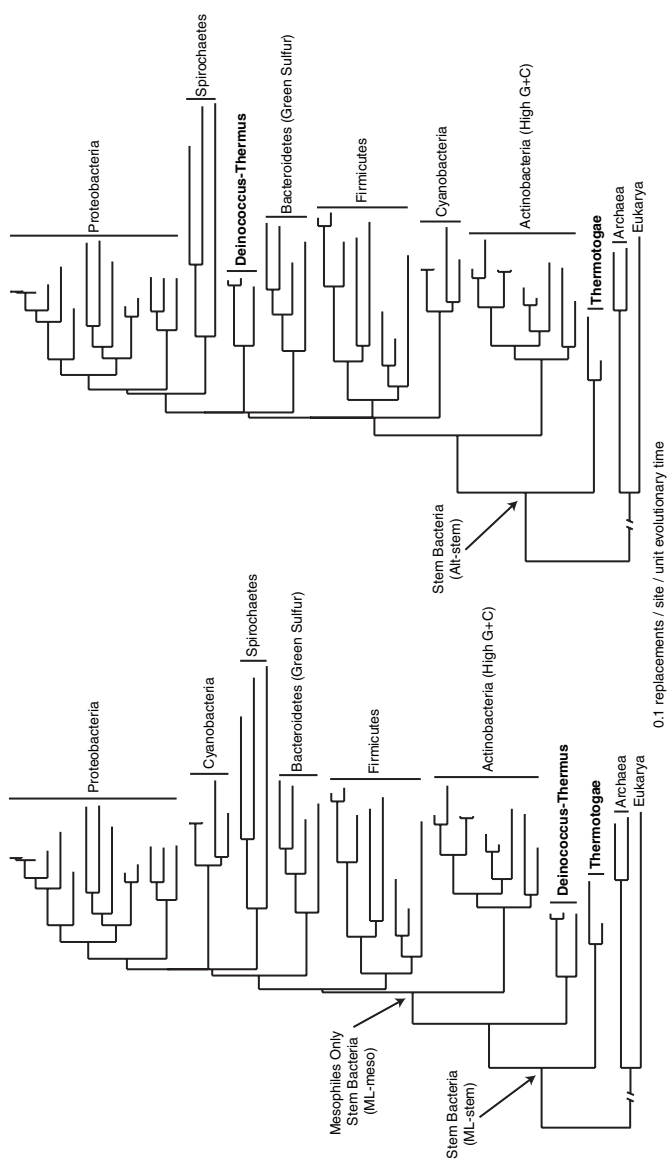 Proteobacteria
Spirochaetes
Deinococcus-Thermus
Bacteroidetes (Green Sulfur)
Firmicutes
Cyanobacteria
Actinobacteria (High G+C)
Thermotogae
Archaea
Eukarya
Stem Bacteria
(Alt-stem)
Proteobacteria
Cyanobacteria
Spirochaetes
Bacteroidetes (Green Sulfur)
Firmicutes
Actinobacteria (High G+C)
Deinococcus-Thermus
Thermotogae
Archaea
Eukarya
Mesophiles Only
Stem Bacteria
(ML-meso)
Stem Bacteria
(ML-stem)
0.1 replacements / site / unit evolutionary time